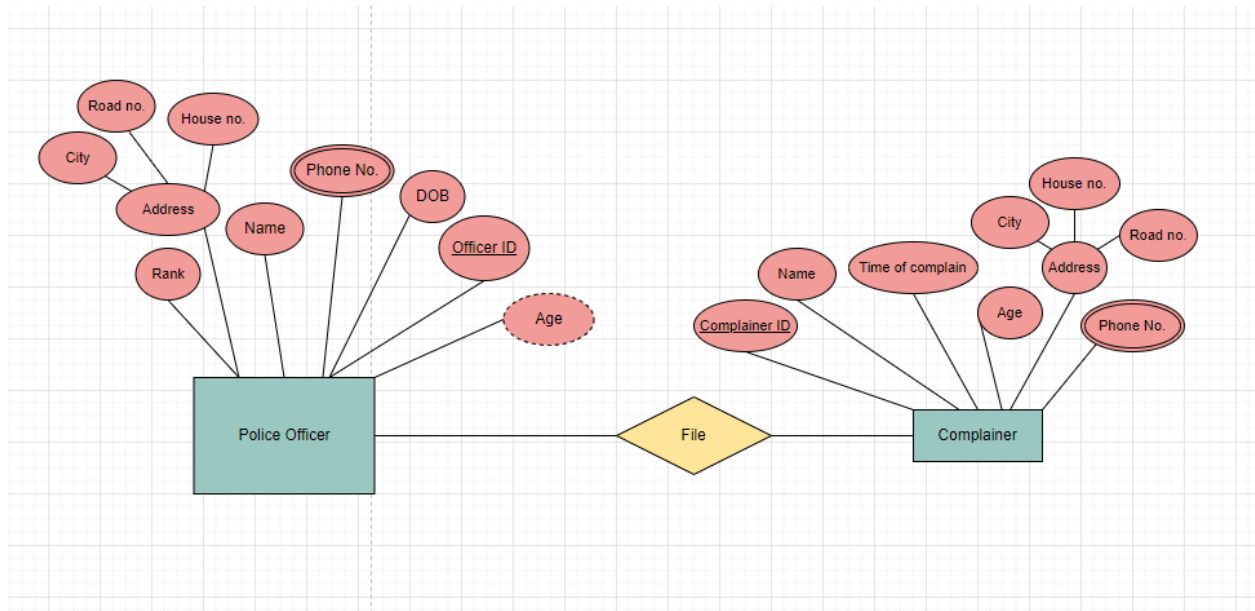 Road no.
House no.
City
Phone No.
Address
DOB
Name
Officer ID
Rank
Age
Police Officer
File
House no.
City
Road no.
Name
Time of complain
Address
Complainer ID
Age
Phone No.
Complainer